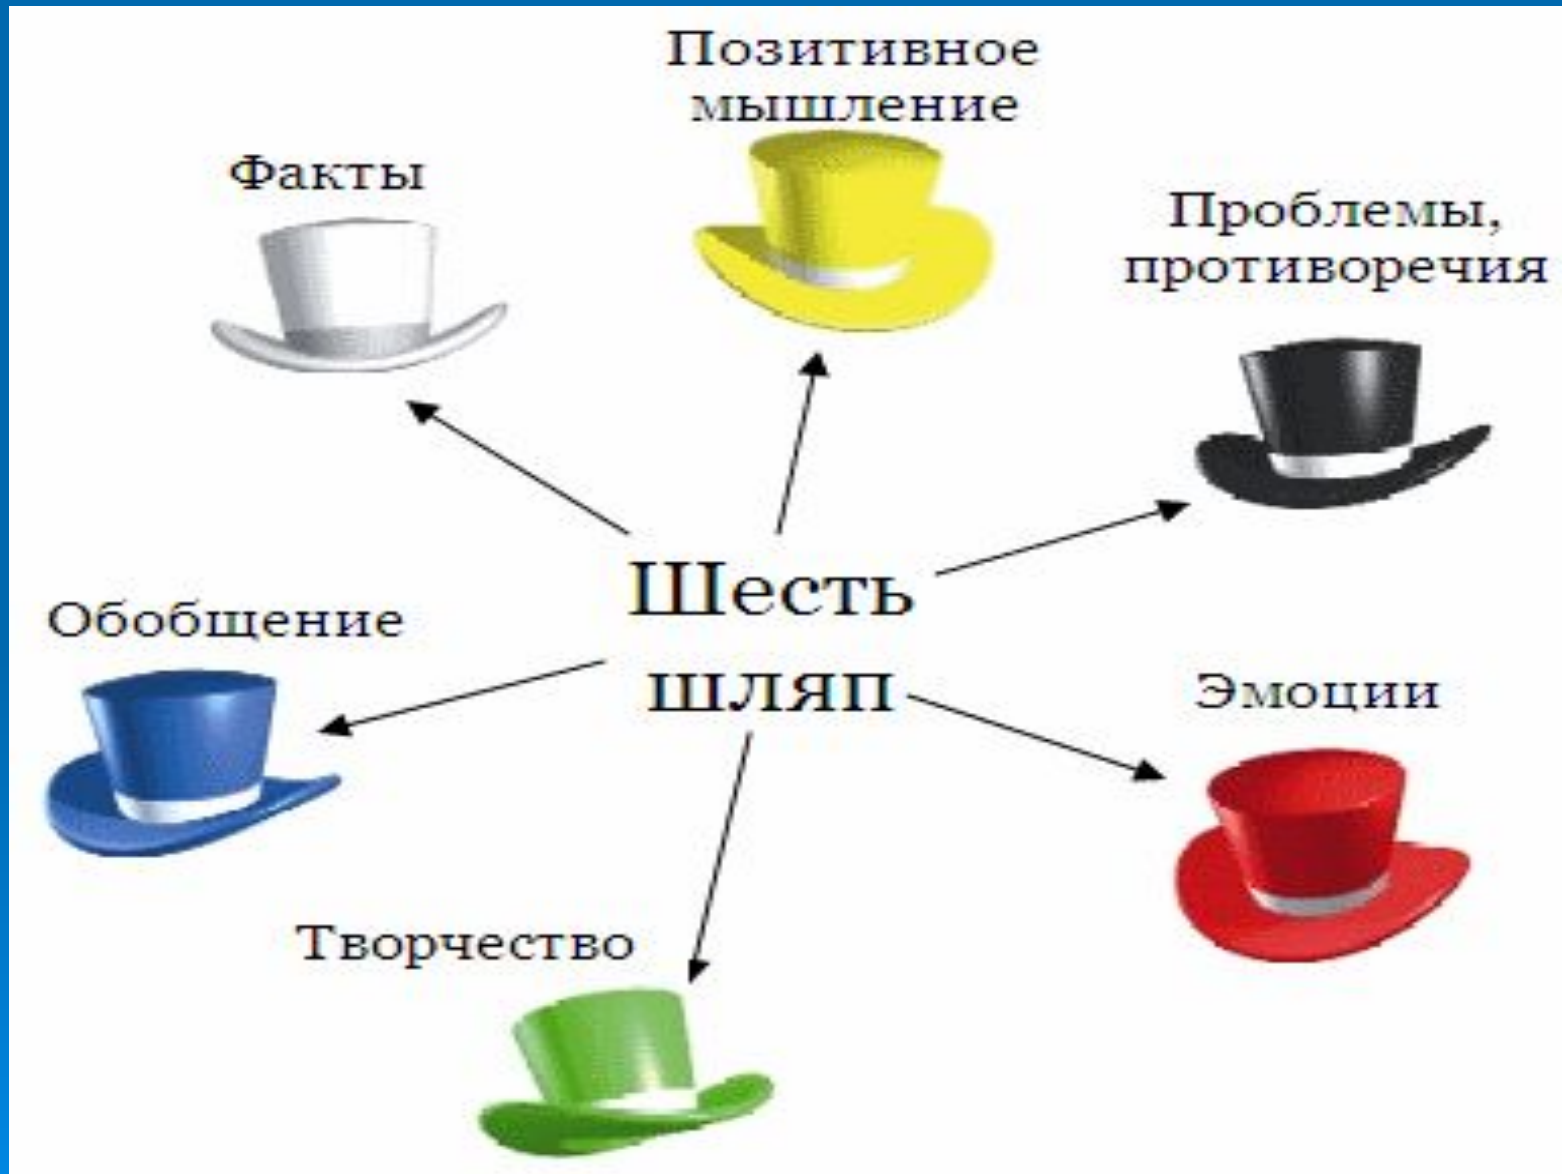 Позитивное
мышление
Факты
Проблемы,
противоречия
Шесть
шляп
Обобщение
Эмоции
Творчество